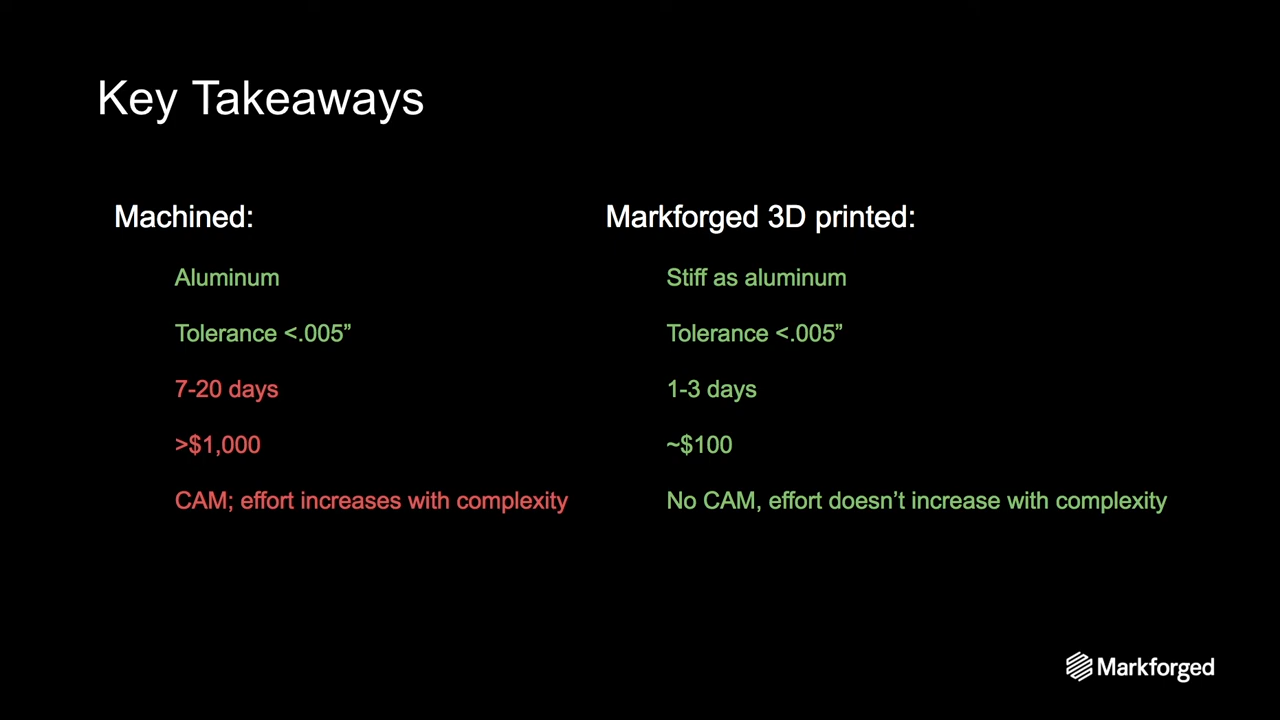 Key Takeaways
Machined:
Aluminum
Tolerance <.005”
7-20 days
>$1,000
CAM; effort increases with complexity
Markforged 3D printed:
Stiff as aluminum
Tolerance <.005”
1-3 days
~$100
No CAM, effort doesn’t increase with complexity
Markforged